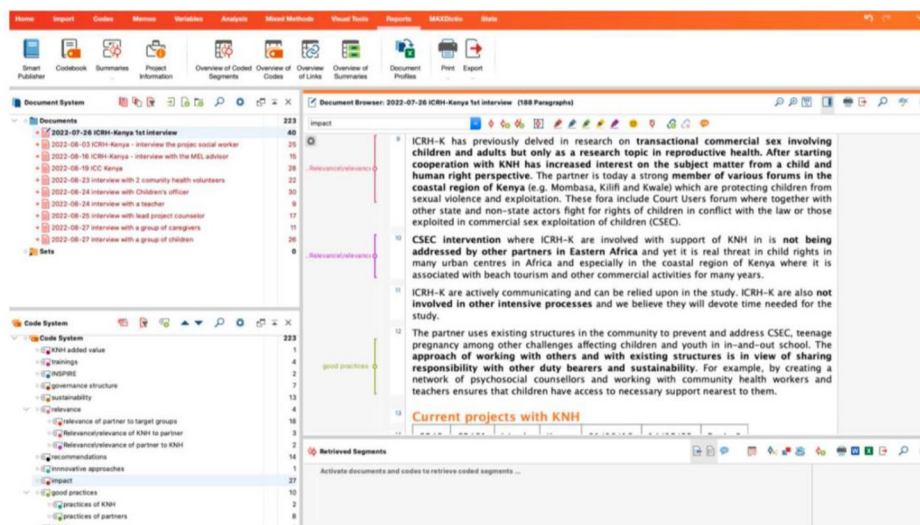 Home Import Codes Memos Variables Analysis Mixed Methods Visual Tools Reports MAXDictio Stats
Smart Publisher
Codebook
Summaries
Project Information
Overview of Coded Segments
Overview of Codes
Overview of Links
Overview of Summaries
Document Profiles
Print
Export
Document System
Documents 223
2022-07-26 ICRH-Kenya 1st interview 40
2022-08-03 ICRH-Kenya - interview the projec social worker 25
2022-08-16 ICRH-Kenya - interview with the MEL advisor 15
2022-08-19 ICC Kenya 28
2022-08-23 interview with 2 comunity health volunteers 22
2022-08-24 interview with Children's officer 30
2022-08-24 interview with a teacher 9
2022-08-27 interview with lead project counselor 17
2022-08-27 interview with a group of caregivers 11
2022-08-27 interview with a group of children 26
Sets 0
Code System
Code System 223
KNH added value 1
trainings 4
INSPIRE 2
governance structure 7
sustainability 13
relevance 4
relevance of partner to target groups 18
Relevance\relevance of KNH to partner 3
Relevance\relevance of partner to KNH 2
recommendations 14
innnovative approaches 1
impact 27
good practices 10
practices of KNH 2
practices of partners 8
Document Browser: 2022-07-26 ICRH-Kenya 1st interview (188 Paragraphs)
impact
..Relevance\relevance
9 ICRH-K has previously delved in research on transactional commercial sex involving
children and adults but only as a research topic in reproductive health. After starting
cooperation with KNH has increased interest on the subject matter from a child and
human right perspective. The partner is today a strong member of various forums in the
coastal region of Kenya (e.g. Mombasa, Kilifi and Kwale) which are protecting children from
sexual violence and exploitation. These fora include Court Users forum where together with
other state and non-state actors fight for rights of children in conflict with the law or those
exploited in commercial sex exploitation of children (CSEC).
..Relevance\relevance
10 CSEC intervention where ICRH-K are involved with support of KNH in is not being
addressed by other partners in Eastern Africa and yet it is real threat in child rights in
many urban centres in Africa and especially in the coastal region of Kenya where it is
associated with beach tourism and other commercial activities for many years.
11 ICRH-K are actively communicating and can be relied upon in the study. ICRH-K are also not
involved in other intensive processes and we believe they will devote time needed for the
study.
good practices
12 The partner uses existing structures in the community to prevent and address CSEC, teenage
pregnancy among other challenges affecting children and youth in in-and-out school. The
approach of working with others and with existing structures is in view of sharing
responsibility with other duty bearers and sustainability. For example, by creating a
network of psychosocial counsellors and working with community health workers and
teachers ensures that children have access to necessary support nearest to them.
13 Current projects with KNH
Retrieved Segments
Activate documents and codes to retrieve coded segments ...